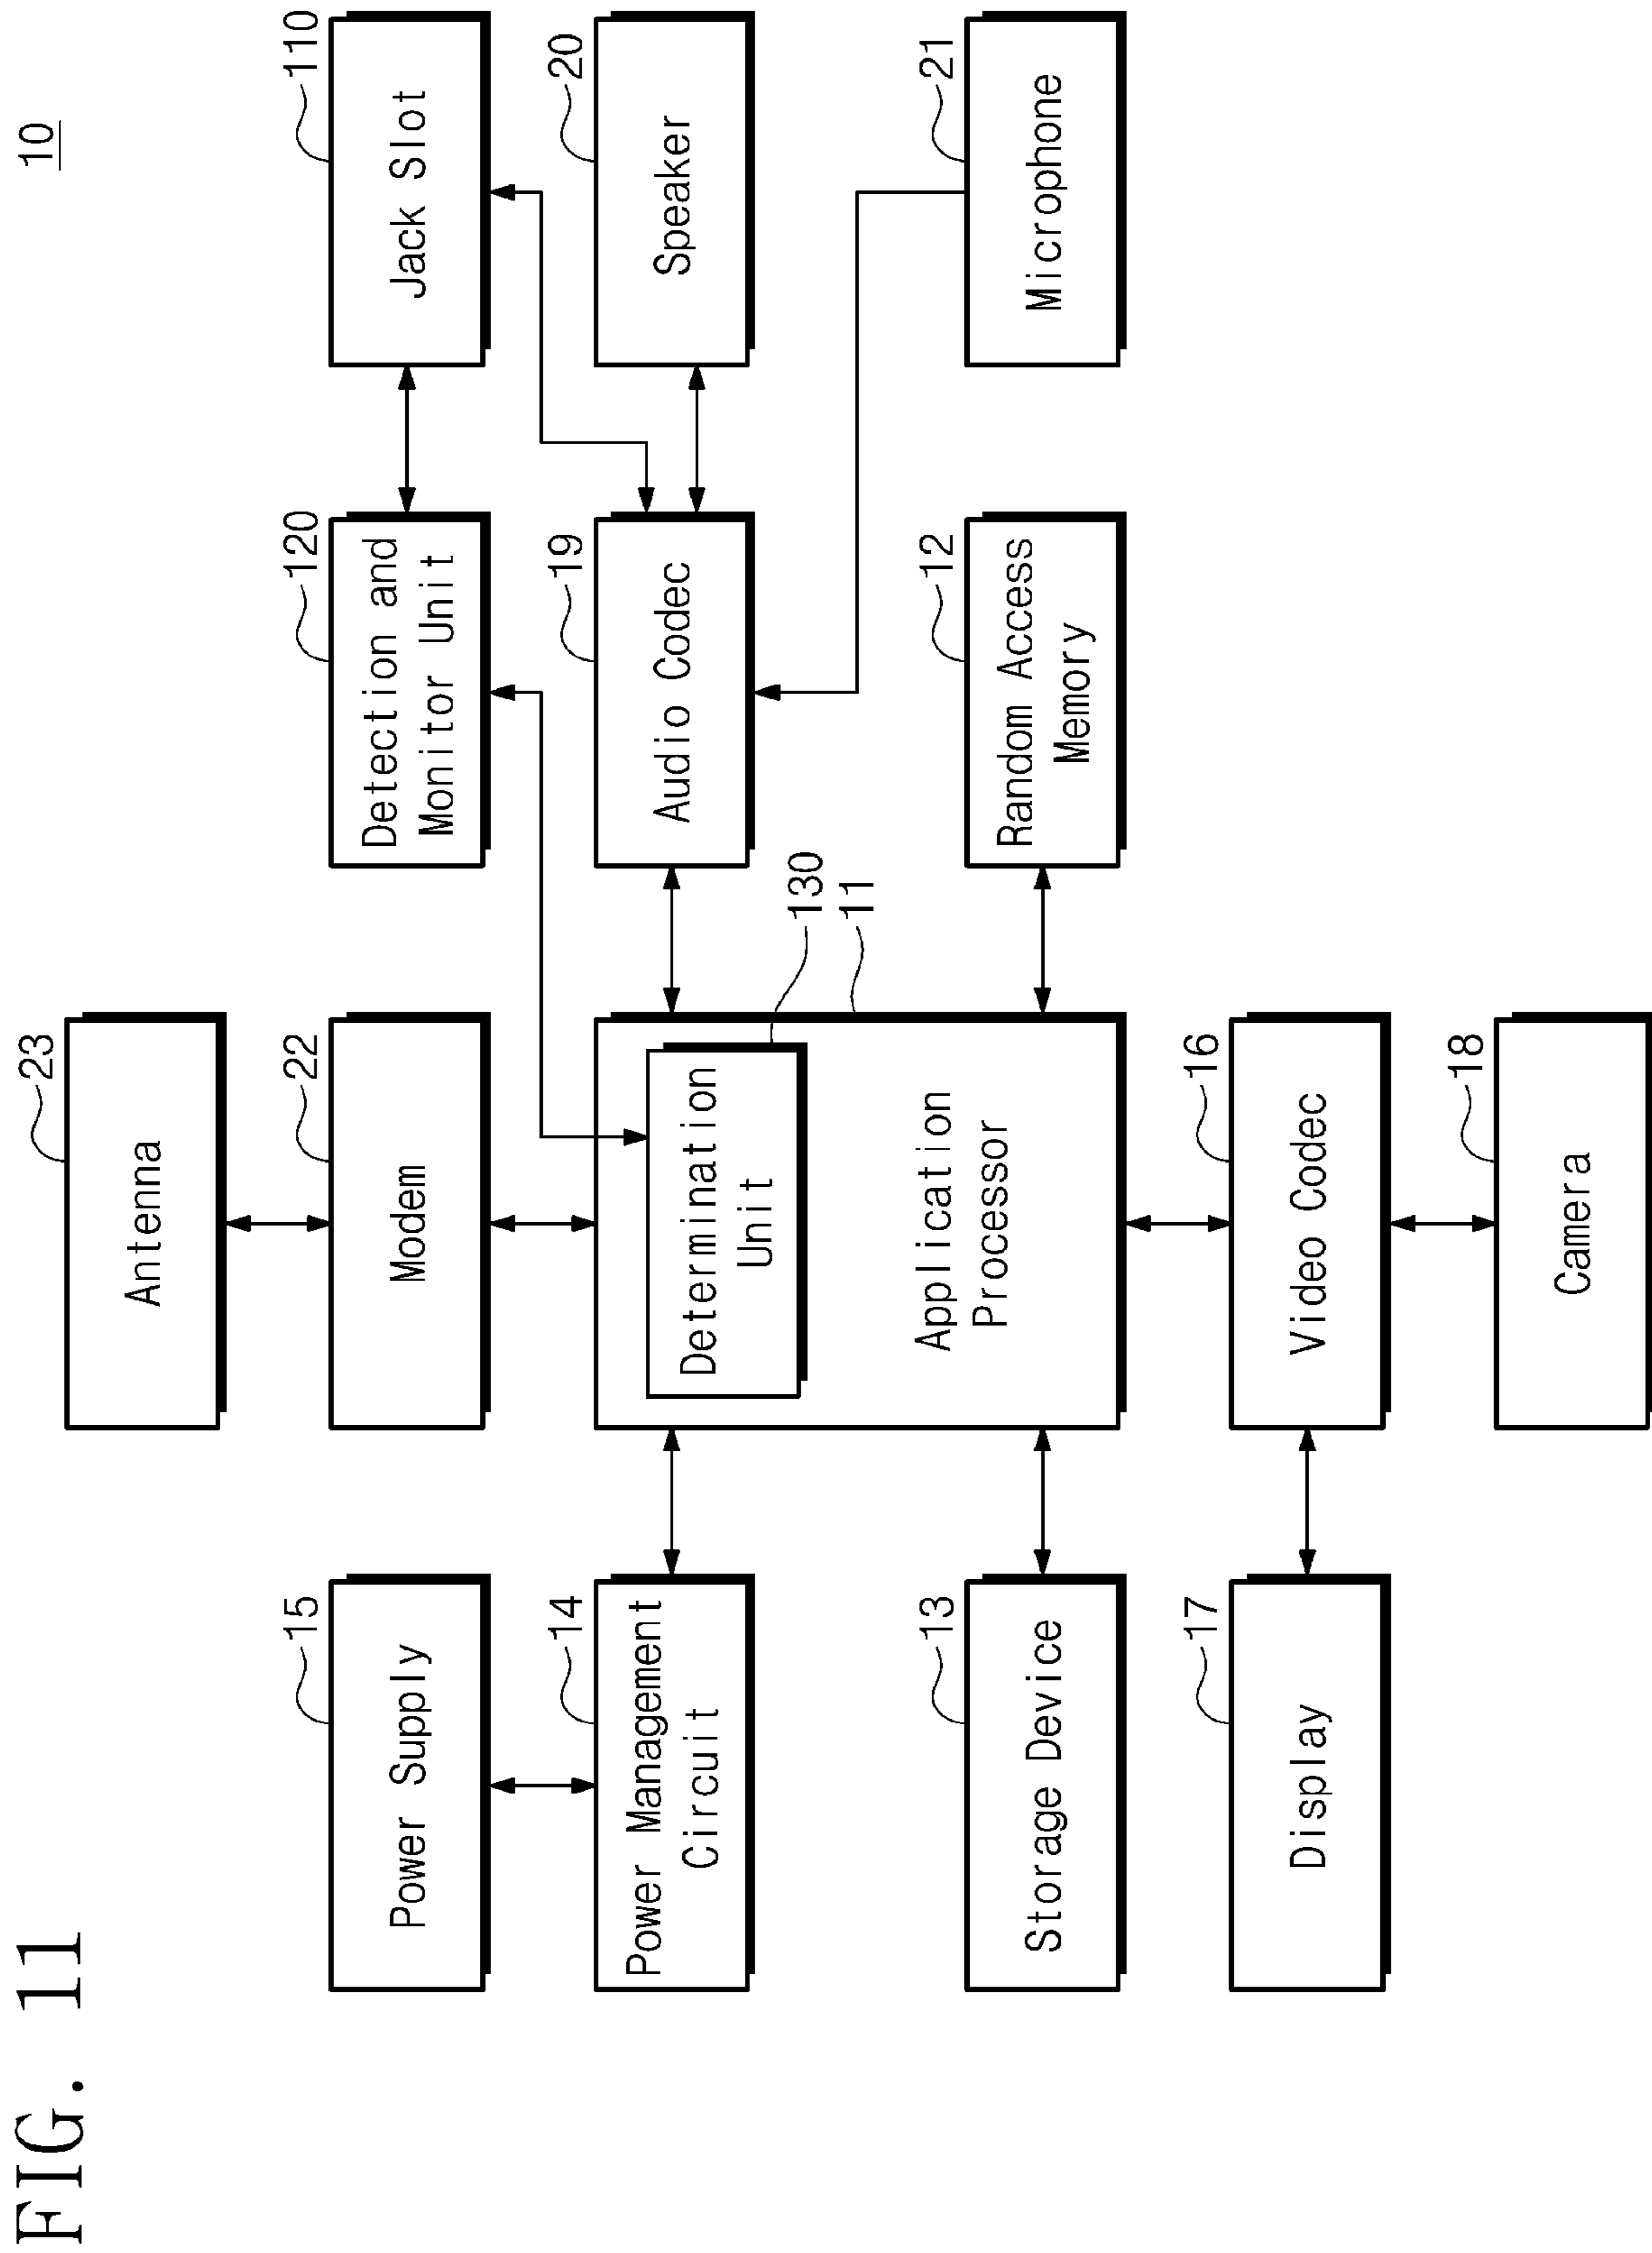 FIG. 11
10
23
Antenna
15
Power Supply
22
Modem
120
Detection and
Monitor Unit
110
Jack Slot
14
Power Management
Circuit
Determination
Unit
130
Application
Processor
11
19
Audio Codec
20
Speaker
13
Storage Device
12
Random Access
Memory
21
Microphone
17
Display
16
Video Codec
18
Camera